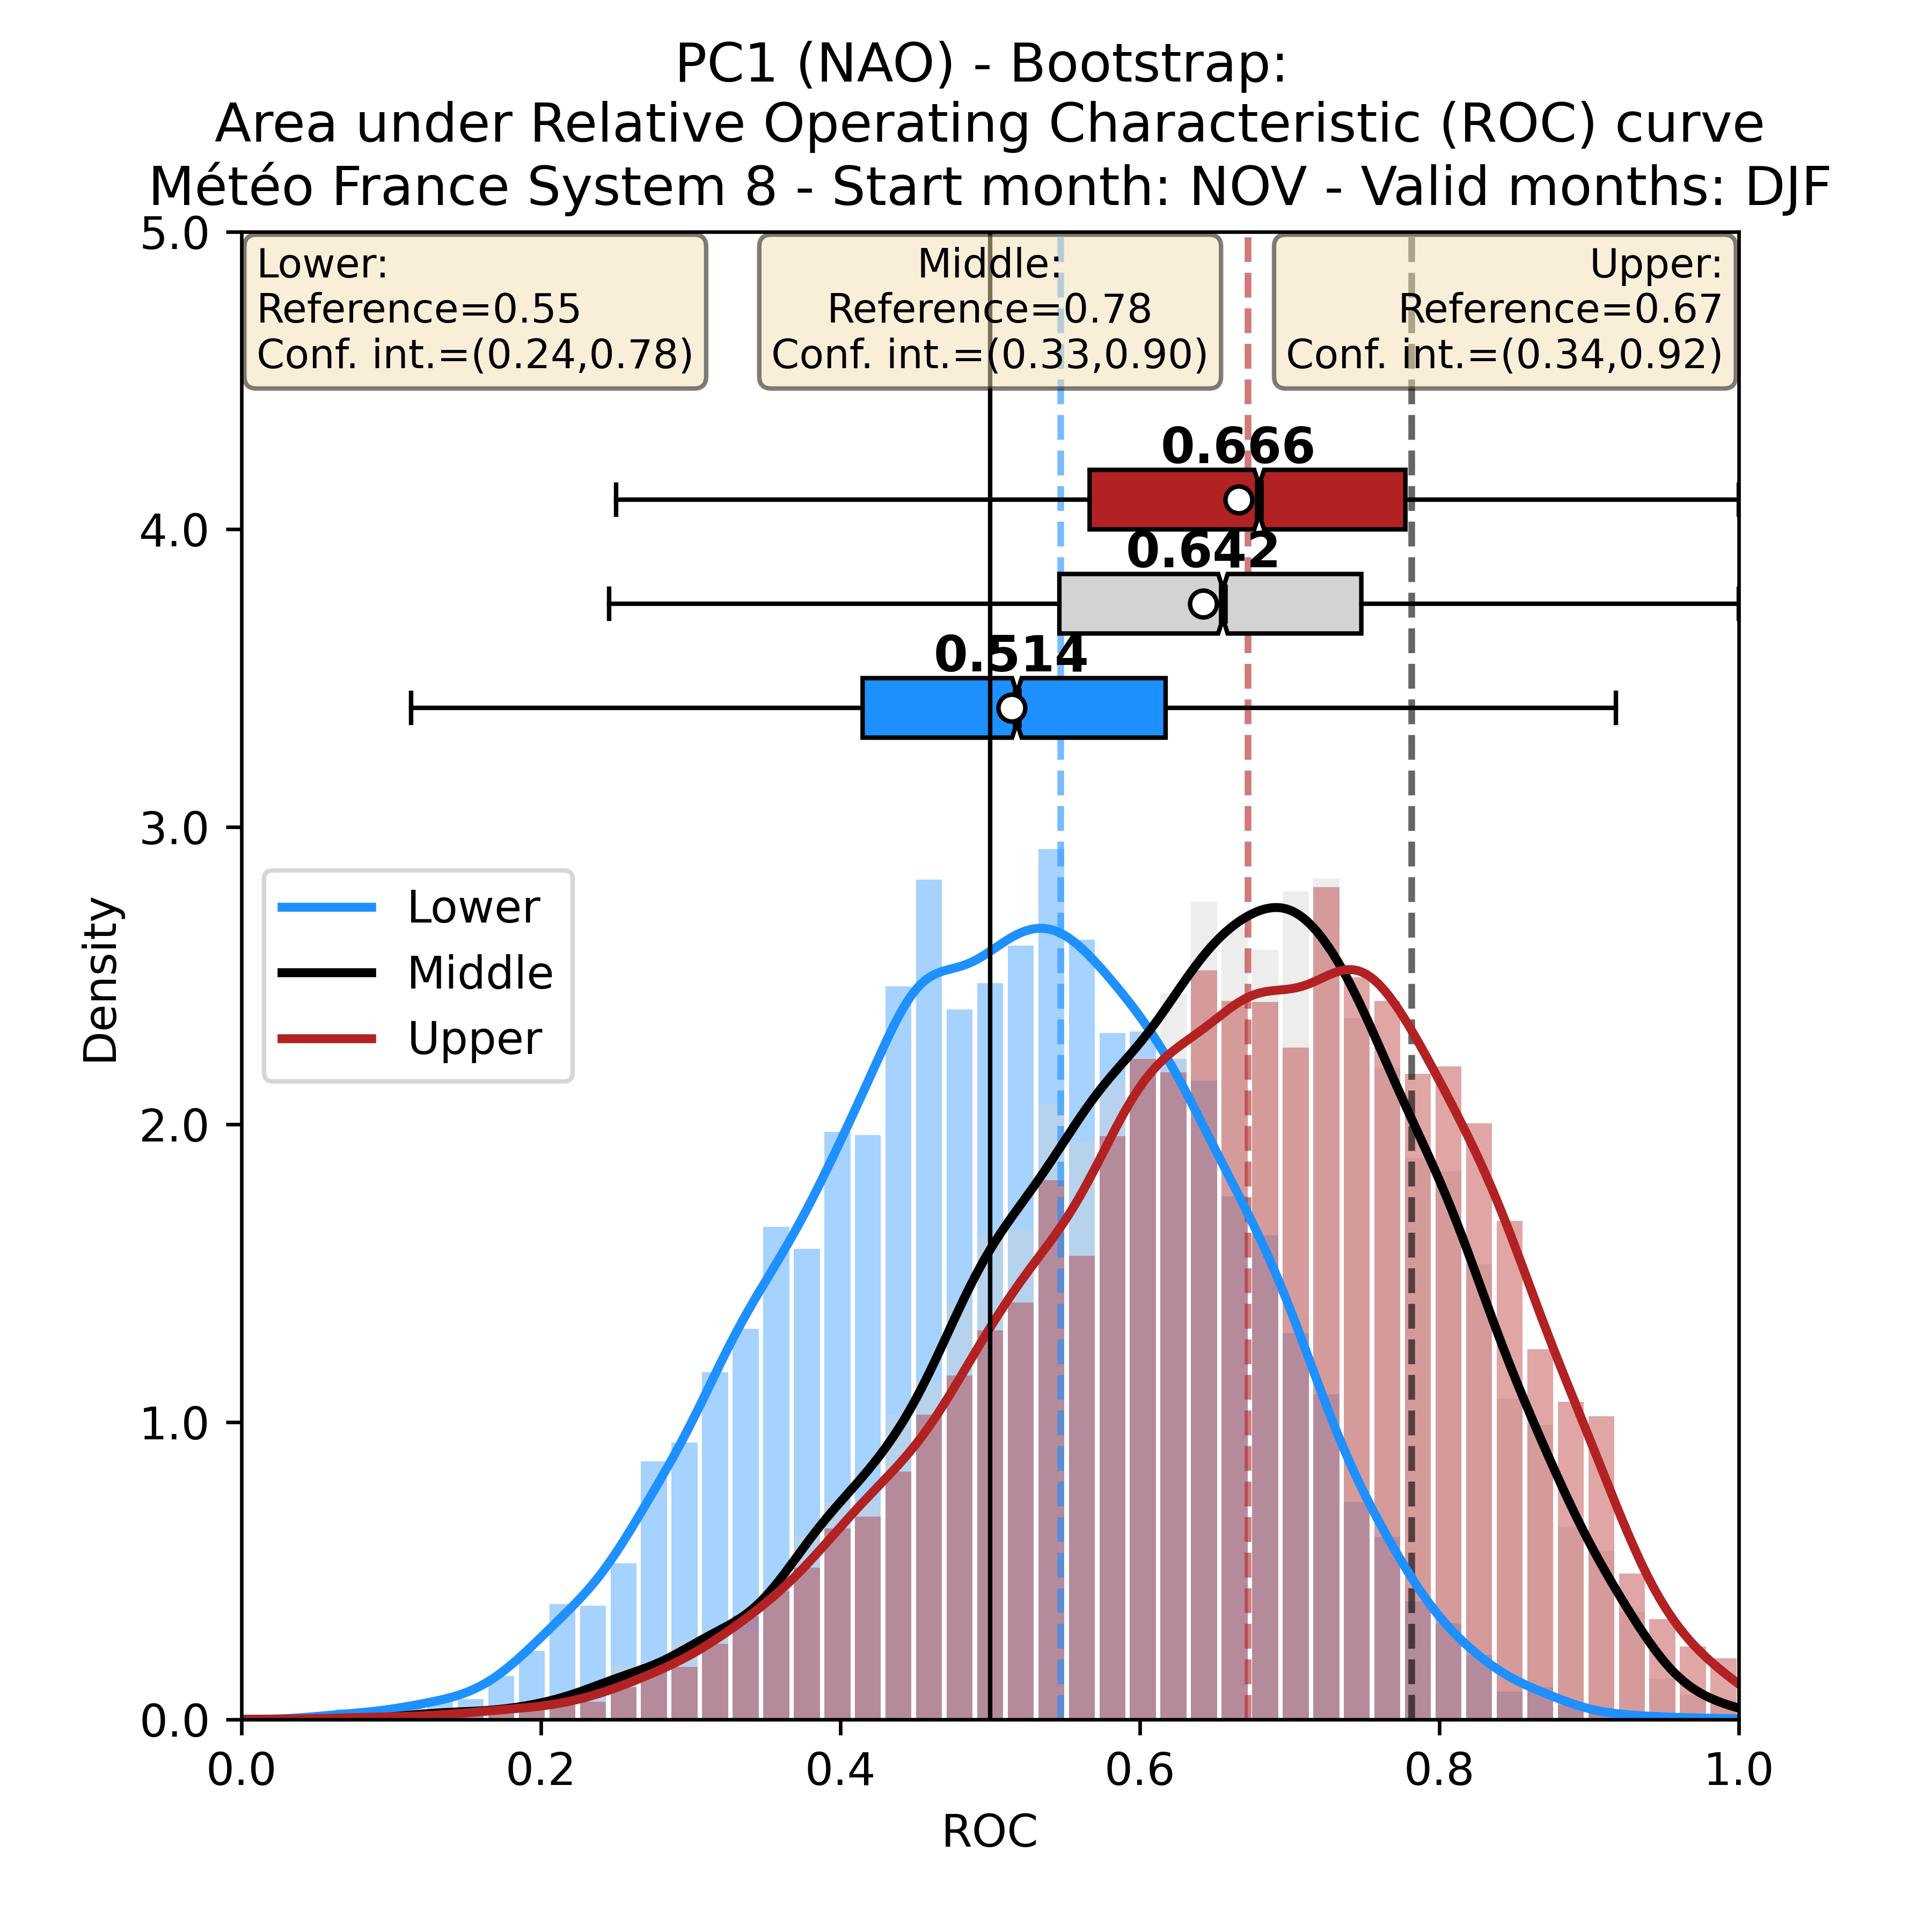 PC1 (NAO) - Bootstrap:
Area under Relative Operating Characteristic (ROC) curve
Météo France System 8 - Start month: NOV - Valid months: DJF
Lower:
Reference=0.55
Conf. int.=(0.24,0.78)
Middle:
Reference=0.78
Conf. int.=(0.33,0.90)
Upper:
Reference=0.67
Conf. int.=(0.34,0.92)
0.666
0.642
0.514
Lower
Middle
Upper
Density
5.0
4.0
3.0
2.0
1.0
0.0
0.0 0.2 0.4 0.6 0.8 1.0
ROC